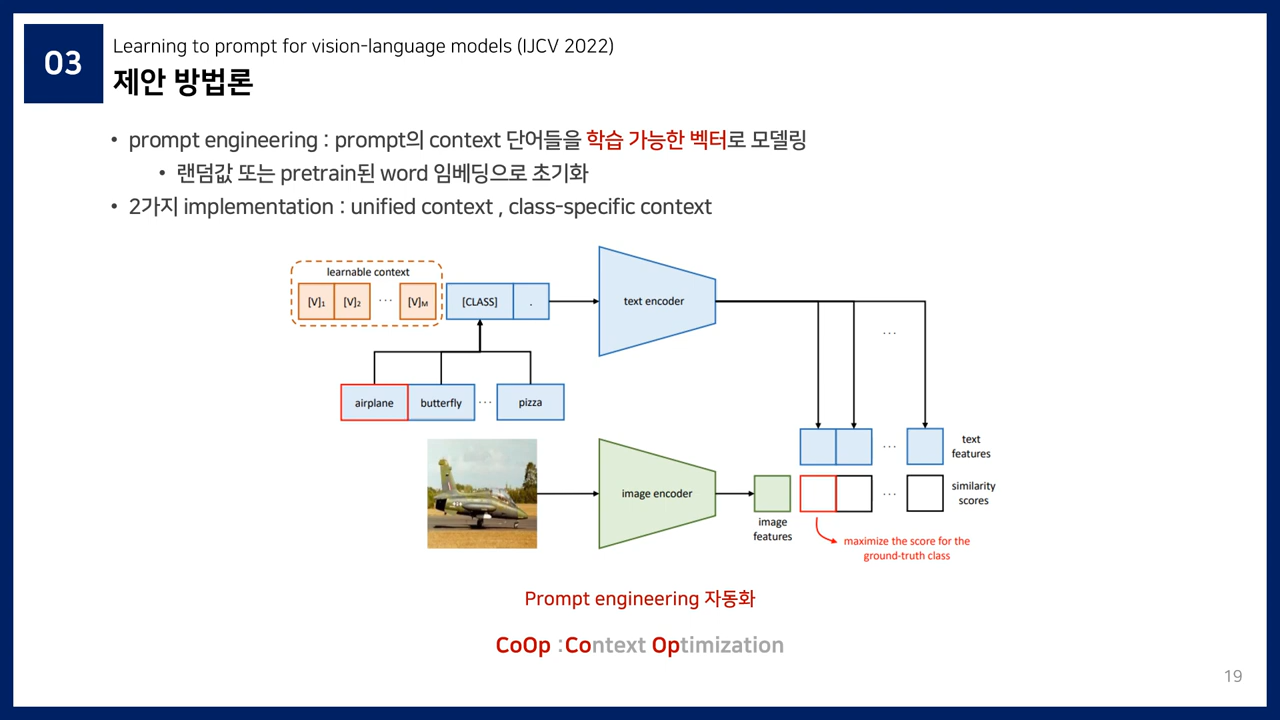 03
Learning to prompt for vision-language models (IJCV 2022)
제안 방법론
• prompt engineering : prompt의 context 단어들을 학습 가능한 벡터로 모델링
• 랜덤값 또는 pretrain된 word 임베딩으로 초기화
• 2가지 implementation : unified context , class-specific context
learnable context
[V]₁ [V]₂ ... [V]M [CLASS] .
text encoder
...
airplane butterfly ... pizza
... text features
image encoder
image features
... similarity scores
maximize the score for the
ground-truth class
Prompt engineering 자동화
CoOp :Context Optimization
19